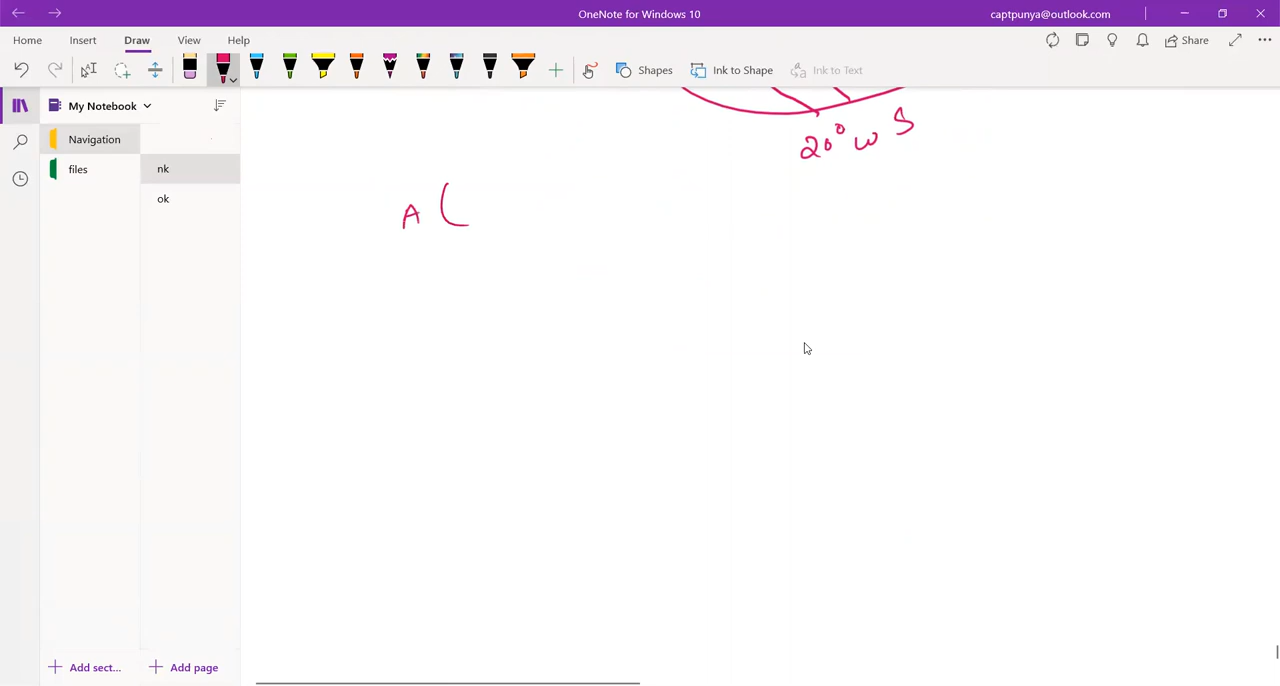 OneNote for Windows 10
captpunya@outlook.com
Home Insert Draw View Help
Share
Shapes Ink to Shape Ink to Text
My Notebook
Navigation
files
nk
ok
20° W S
A (
Add sect... Add page